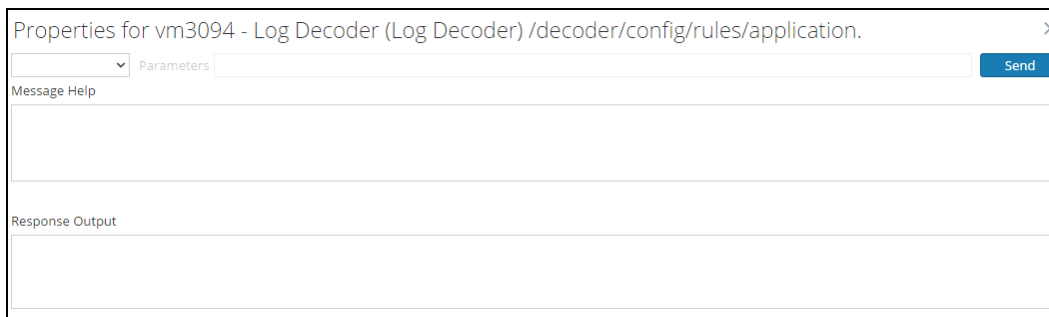 Properties for vm3094 - Log Decoder (Log Decoder) /decoder/config/rules/application.
Parameters Send
Message Help
Response Output